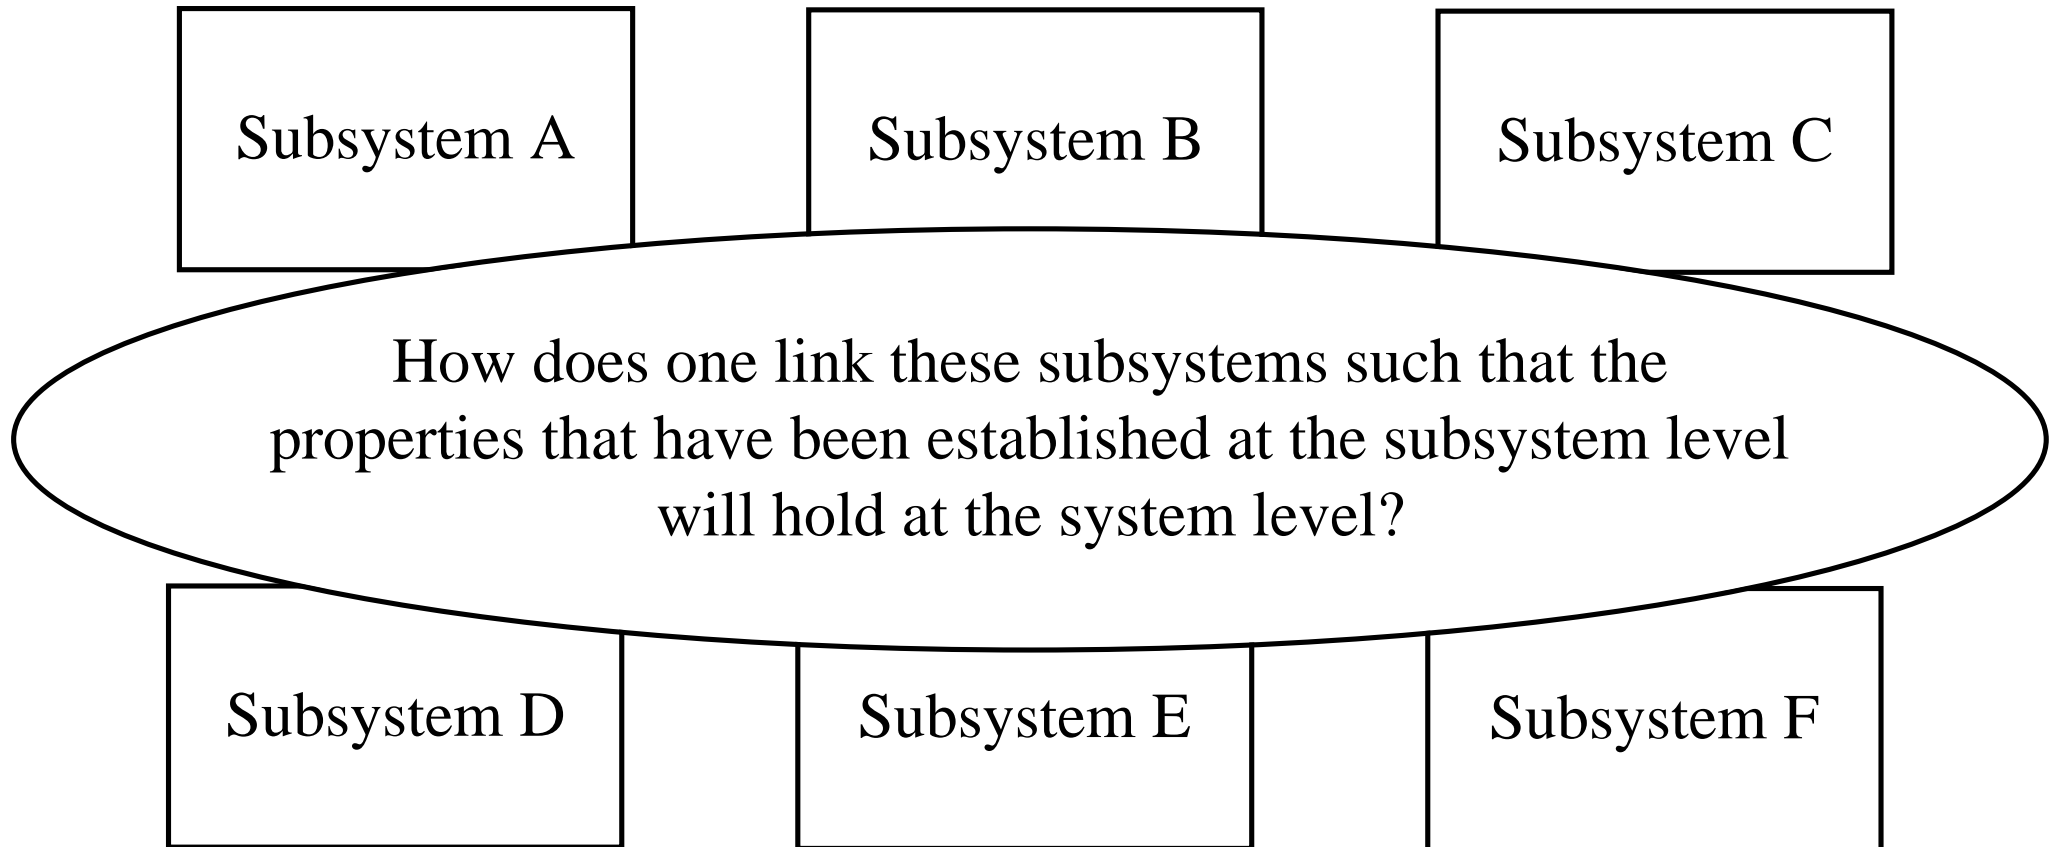 Subsystem A
Subsystem B
Subsystem C
How does one link these subsystems such that the
properties that have been established at the subsystem level
will hold at the system level?
Subsystem D
Subsystem E
Subsystem F